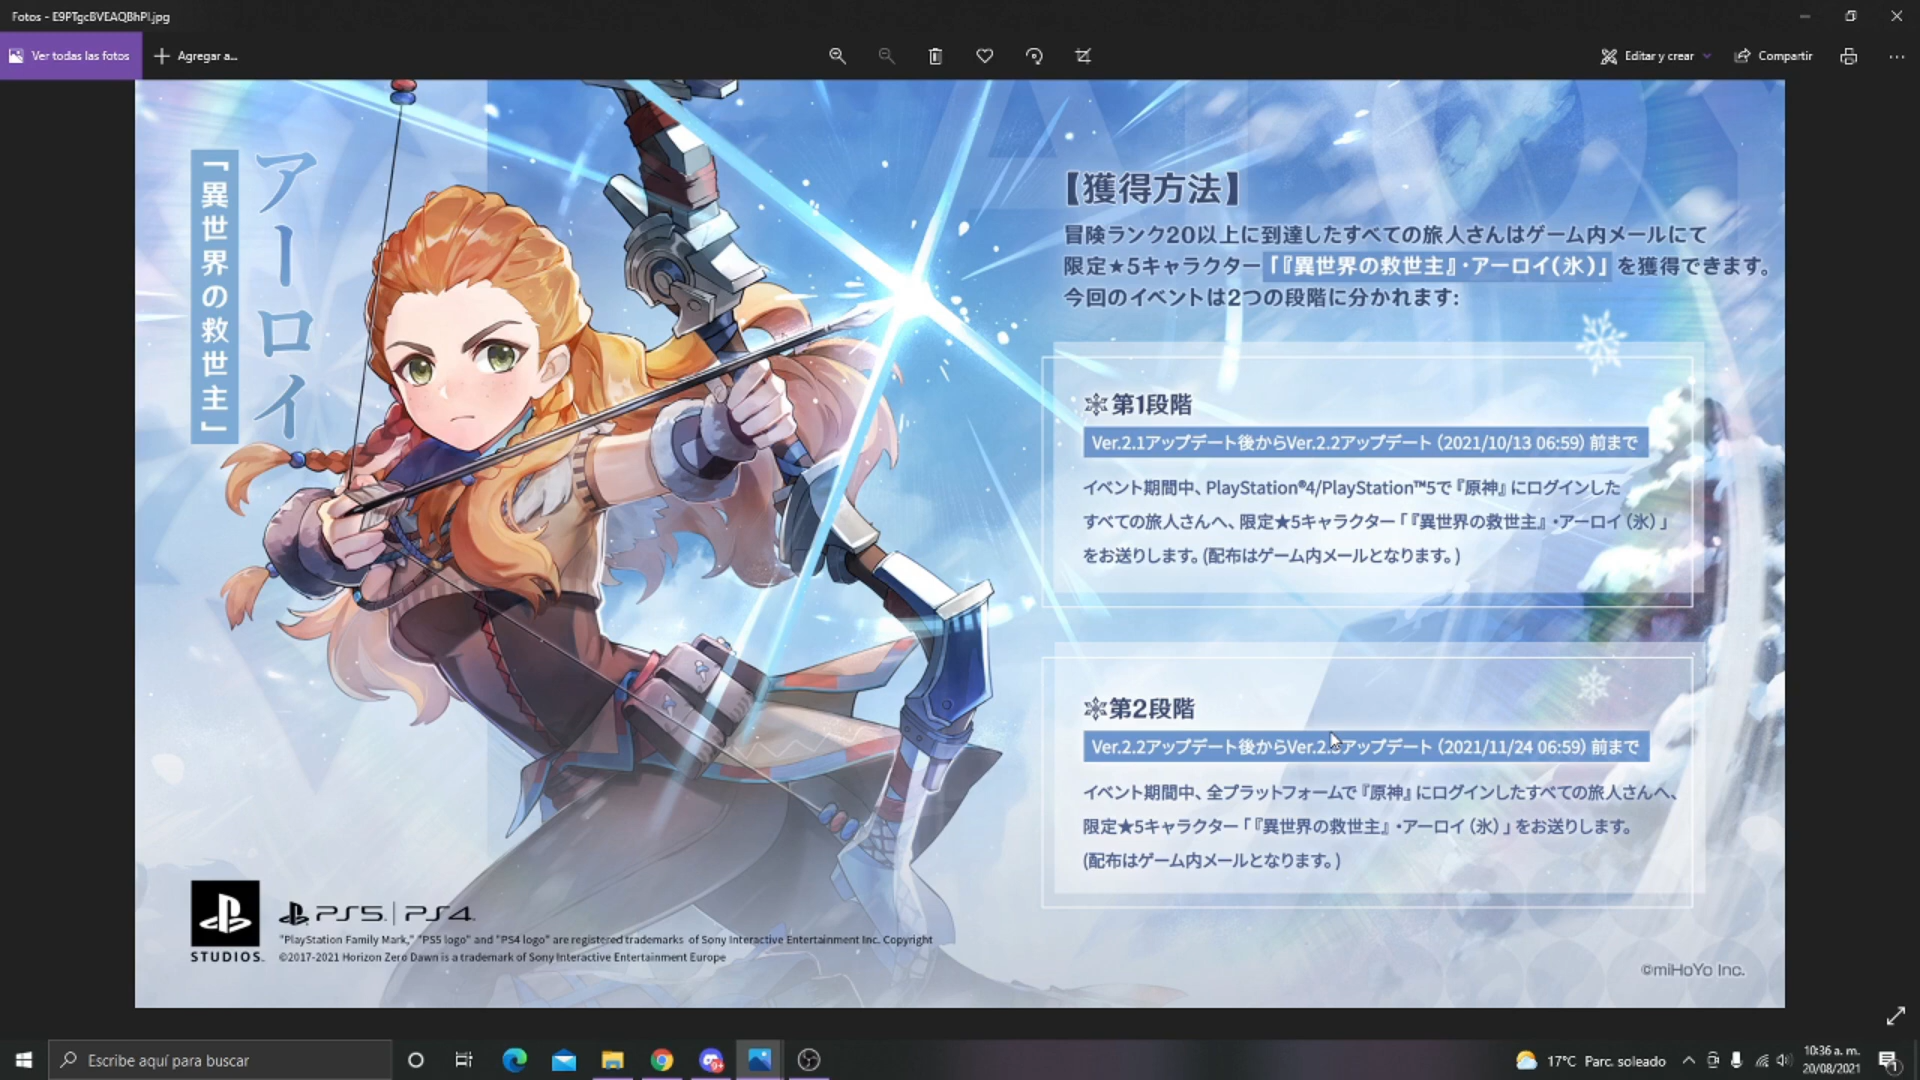 Fotos - E9PTgcBVEAQBhPl.jpg
Ver todas las fotos
Agregar a...
Editar y crear
Compartir
『異世界の救世主』
アーロイ
【獲得方法】
冒険ランク20以上に到達したすべての旅人さんはゲーム内メールにて
限定★5キャラクター「『異世界の救世主』・アーロイ(氷)」を獲得できます。
今回のイベントは2つの段階に分かれます:
第1段階
Ver.2.1アップデート後からVer.2.2アップデート (2021/10/13 06:59) 前まで
イベント期間中、PlayStation®4/PlayStation™5で『原神』にログインした
すべての旅人さんへ、限定★5キャラクター「『異世界の救世主』・アーロイ(氷)」
をお送りします。(配布はゲーム内メールとなります。)
第2段階
Ver.2.2アップデート後からVer.2.アップデート (2021/11/24 06:59) 前まで
イベント期間中、全プラットフォームで『原神』にログインしたすべての旅人さんへ、
限定★5キャラクター「『異世界の救世主』・アーロイ(氷)」をお送りします。
(配布はゲーム内メールとなります。)
STUDIOS
PS5 | PS4
"PlayStation Family Mark," "PS5 logo" and "PS4 logo" are registered trademarks of Sony Interactive Entertainment Inc. Copyright
©2017-2021 Horizon Zero Dawn is a trademark of Sony Interactive Entertainment Europe
©miHoYo Inc.
Escribe aquí para buscar
9+
17°C Parc. soleado
10:36 a. m.
20/08/2021
1